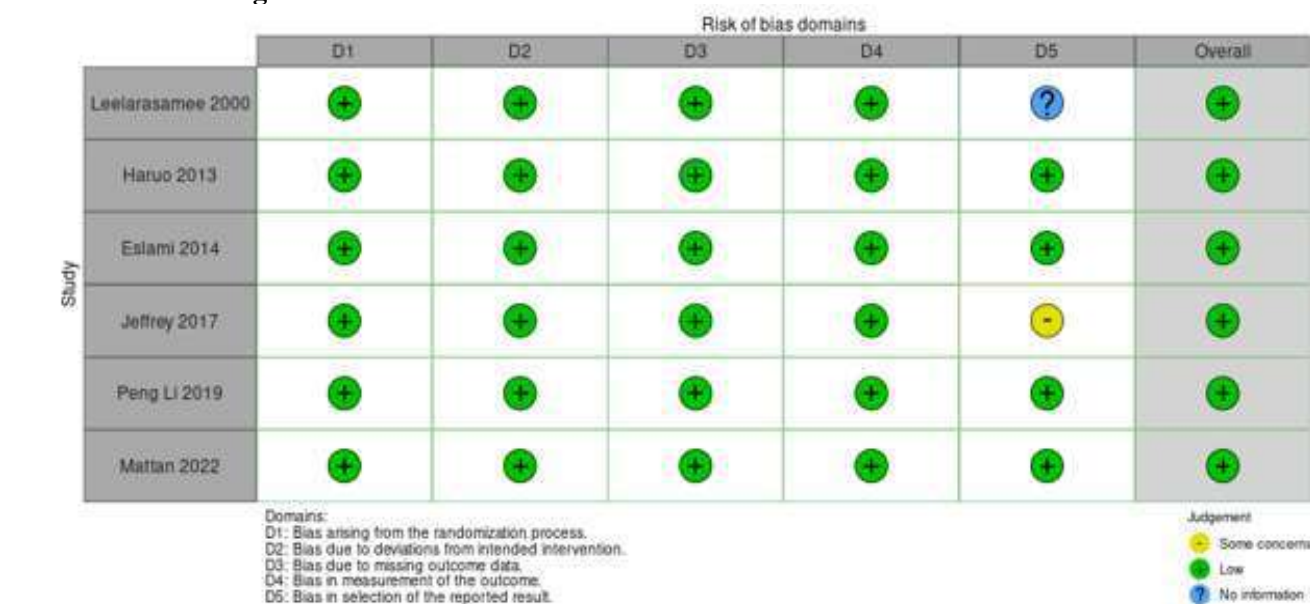 Risk of bias domains
D1 D2 D3 D4 D5 Overall
Study
Leelarasamee 2000 + + + + ? +
Haruo 2013 + + + + + +
Eslami 2014 + + + + + +
Jeffrey 2017 + + + + - +
Peng Li 2019 + + + + + +
Mattan 2022 + + + + + +
Domains:
D1: Bias arising from the randomization process.
D2: Bias due to deviations from intended intervention.
D3: Bias due to missing outcome data.
D4: Bias in measurement of the outcome.
D5: Bias in selection of the reported result.
Judgement
- Some concerns
+ Low
? No information